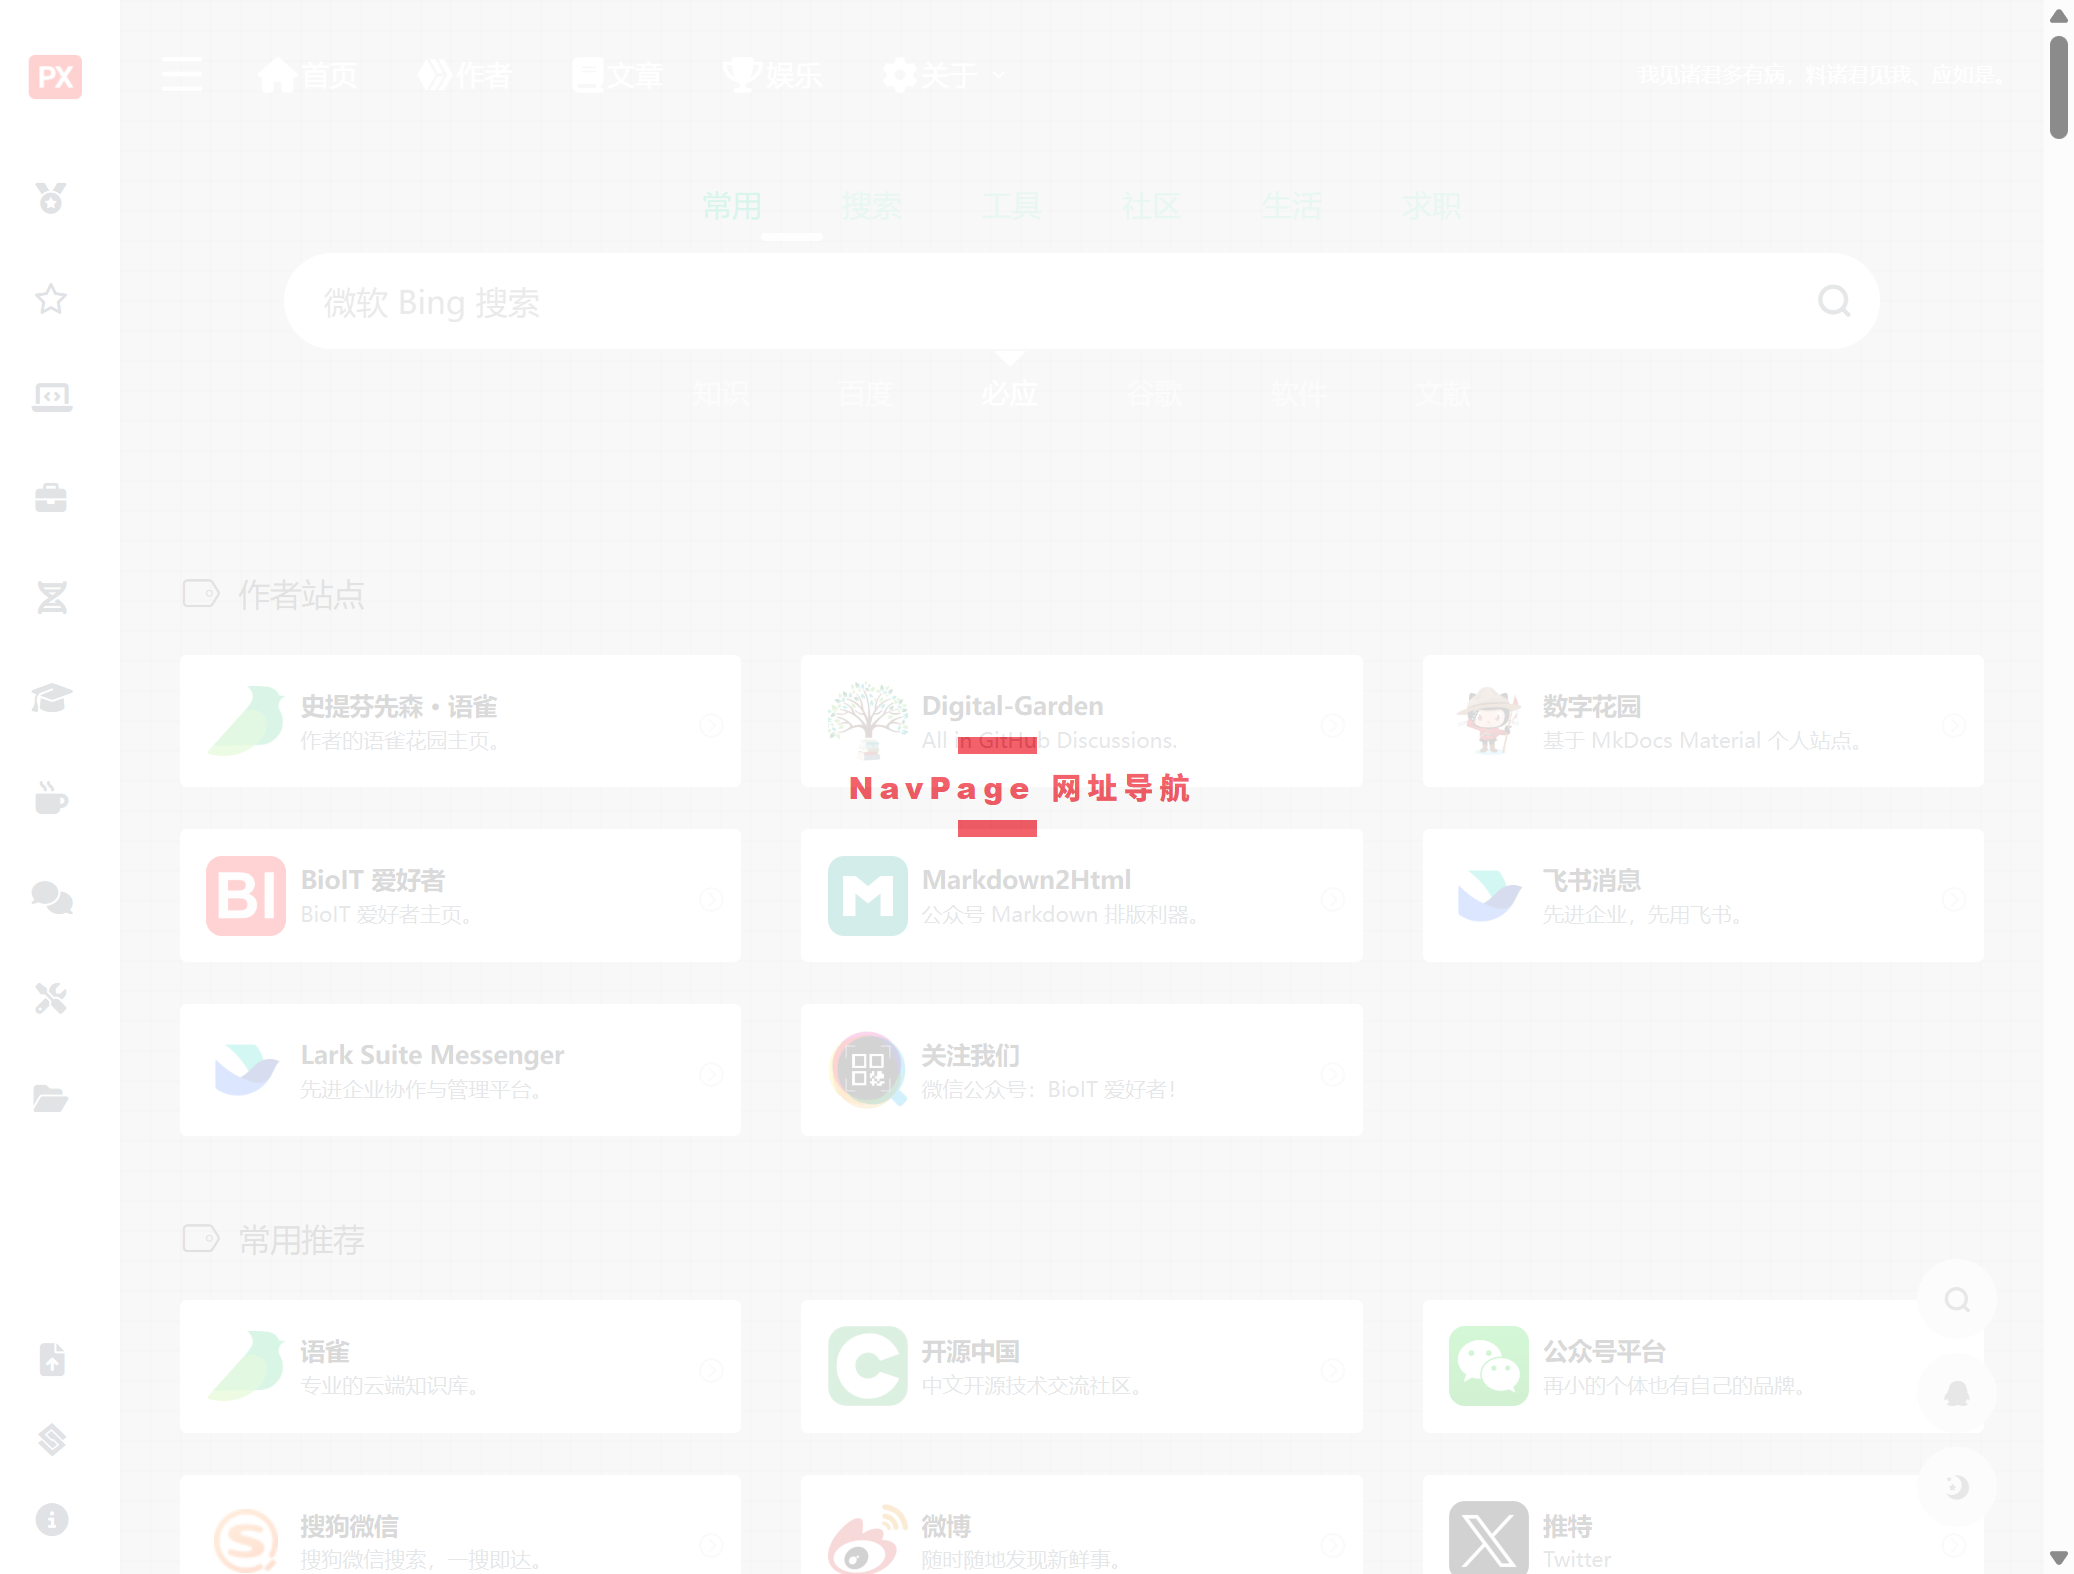 PX
首页 作者 文章 娱乐 关于
我见诸君多有病，料诸君见我、应如是。
常用 搜索 工具 社区 生活 求职
微软 Bing 搜索
知识 百度 必应 谷歌 软件 文献
作者站点
史提芬先森 • 语雀
作者的语雀花园主页。
Digital-Garden
All in GitHub Discussions.
数字花园
基于 MkDocs Material 个人站点。
NavPage 网址导航
BI
BioIT 爱好者
BioIT 爱好者主页。
M
Markdown2Html
公众号 Markdown 排版利器。
飞书消息
先进企业，先用飞书。
Lark Suite Messenger
先进企业协作与管理平台。
关注我们
微信公众号：BioIT 爱好者！
常用推荐
语雀
专业的云端知识库。
开源中国
中文开源技术交流社区。
公众号平台
再小的个体也有自己的品牌。
搜狗微信
搜狗微信搜索，一搜即达。
微博
随时随地发现新鲜事。
推特
Twitter